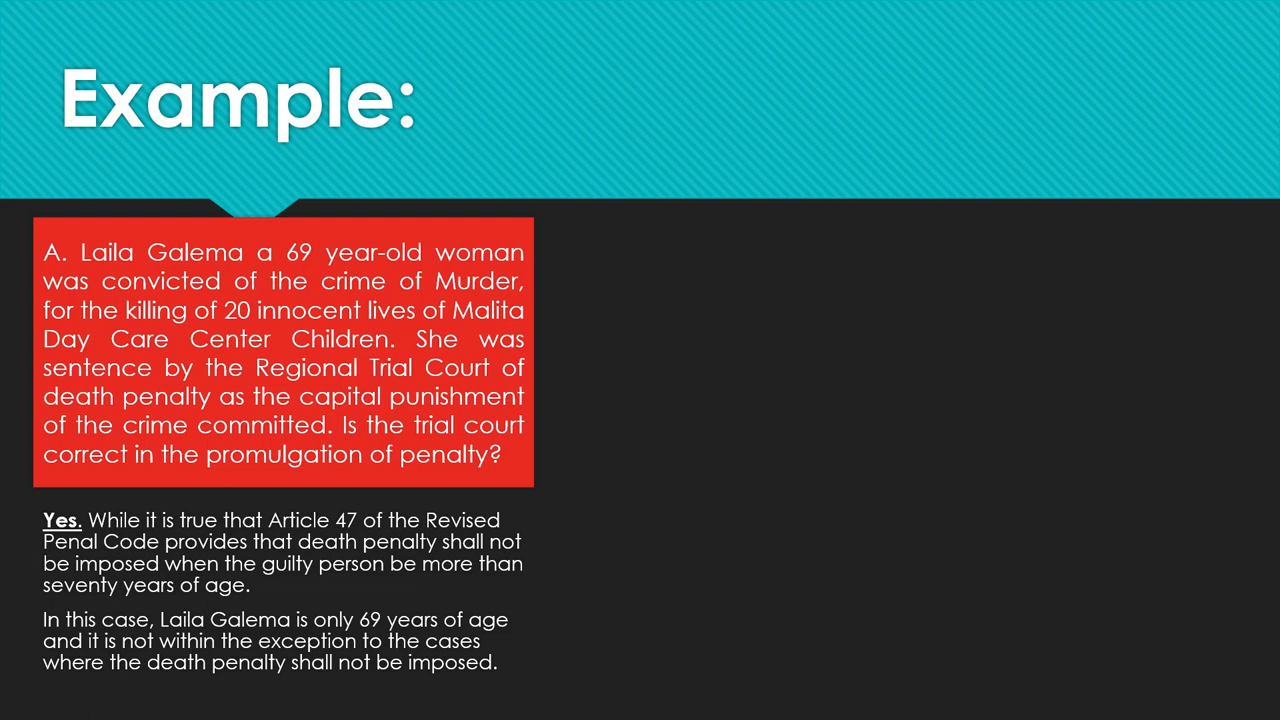 Example:
A. Laila Galema a 69 year-old woman
was convicted of the crime of Murder,
for the killing of 20 innocent lives of Malita
Day Care Center Children. She was
sentence by the Regional Trial Court of
death penalty as the capital punishment
of the crime committed. Is the trial court
correct in the promulgation of penalty?
Yes. While it is true that Article 47 of the Revised
Penal Code provides that death penalty shall not
be imposed when the guilty person be more than
seventy years of age.
In this case, Laila Galema is only 69 years of age
and it is not within the exception to the cases
where the death penalty shall not be imposed.